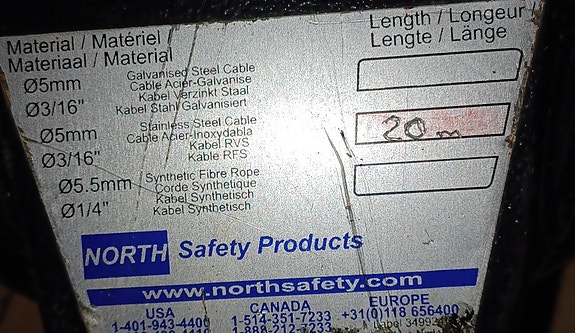 Material / Matériel / Length / Longeur /
Materiaal / Material Lengte / Länge
Ø5mm Galvanised Steel Cable
Cable Acier-Galvanise
Ø3/16" Kabel Verzinkt Staal
Kabel Stahl Galvanisiert
Ø5mm Stainless Steel Cable
Cable Acier-Inoxydabla
Ø3/16" Kabel RVS
Kable RFS
20 m
Ø5.5mm Synthetic Fibre Rope
Corde Synthetique
Ø1/4" Kabel Synthetisch
Kabel Synthetisch
NORTH Safety Products
www.northsafety.com
USA CANADA EUROPE
1-401-943-4400 1-514-351-7233 +31(0)118 656400
1-888-212-7233 Label 34992